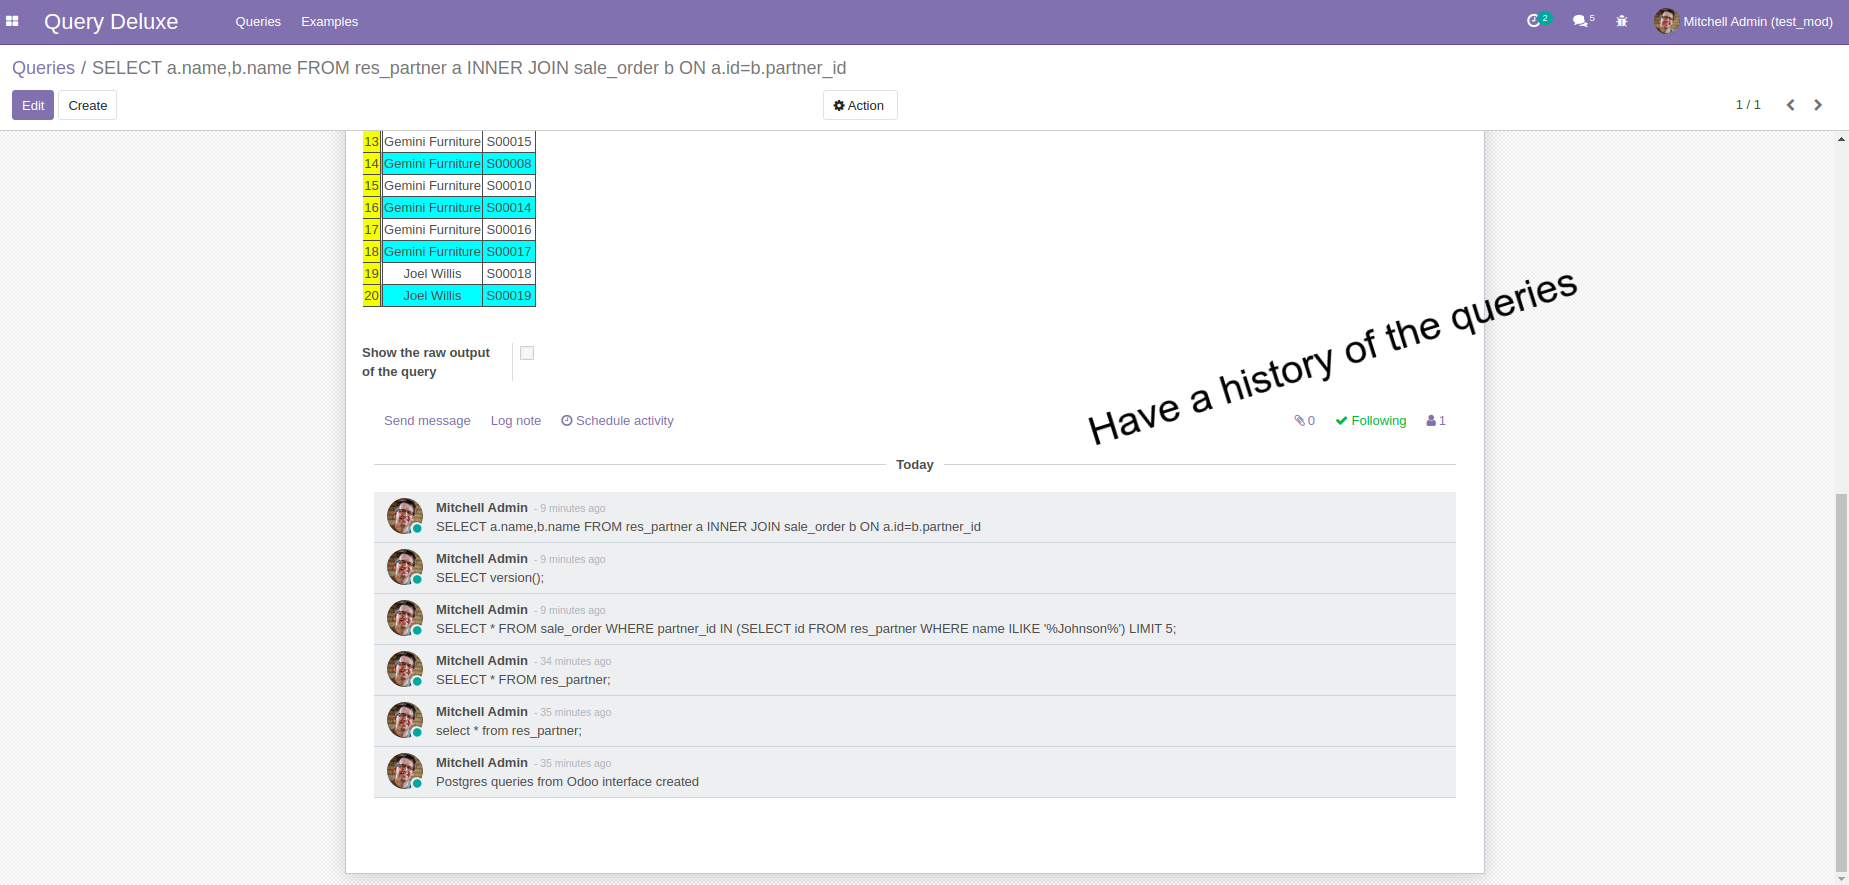 Query Deluxe Queries Examples 2 5 Mitchell Admin (test_mod)
Queries / SELECT a.name,b.name FROM res_partner a INNER JOIN sale_order b ON a.id=b.partner_id
Edit Create Action 1 / 1
13 Gemini Furniture S00015
14 Gemini Furniture S00008
15 Gemini Furniture S00010
16 Gemini Furniture S00014
17 Gemini Furniture S00016
18 Gemini Furniture S00017
19 Joel Willis S00018
20 Joel Willis S00019
Have a history of the queries
Show the raw output
of the query
Send message Log note Schedule activity 0 Following 1
Today
Mitchell Admin - 9 minutes ago
SELECT a.name,b.name FROM res_partner a INNER JOIN sale_order b ON a.id=b.partner_id
Mitchell Admin - 9 minutes ago
SELECT version();
Mitchell Admin - 9 minutes ago
SELECT * FROM sale_order WHERE partner_id IN (SELECT id FROM res_partner WHERE name ILIKE '%Johnson%') LIMIT 5;
Mitchell Admin - 34 minutes ago
SELECT * FROM res_partner;
Mitchell Admin - 35 minutes ago
select * from res_partner;
Mitchell Admin - 35 minutes ago
Postgres queries from Odoo interface created